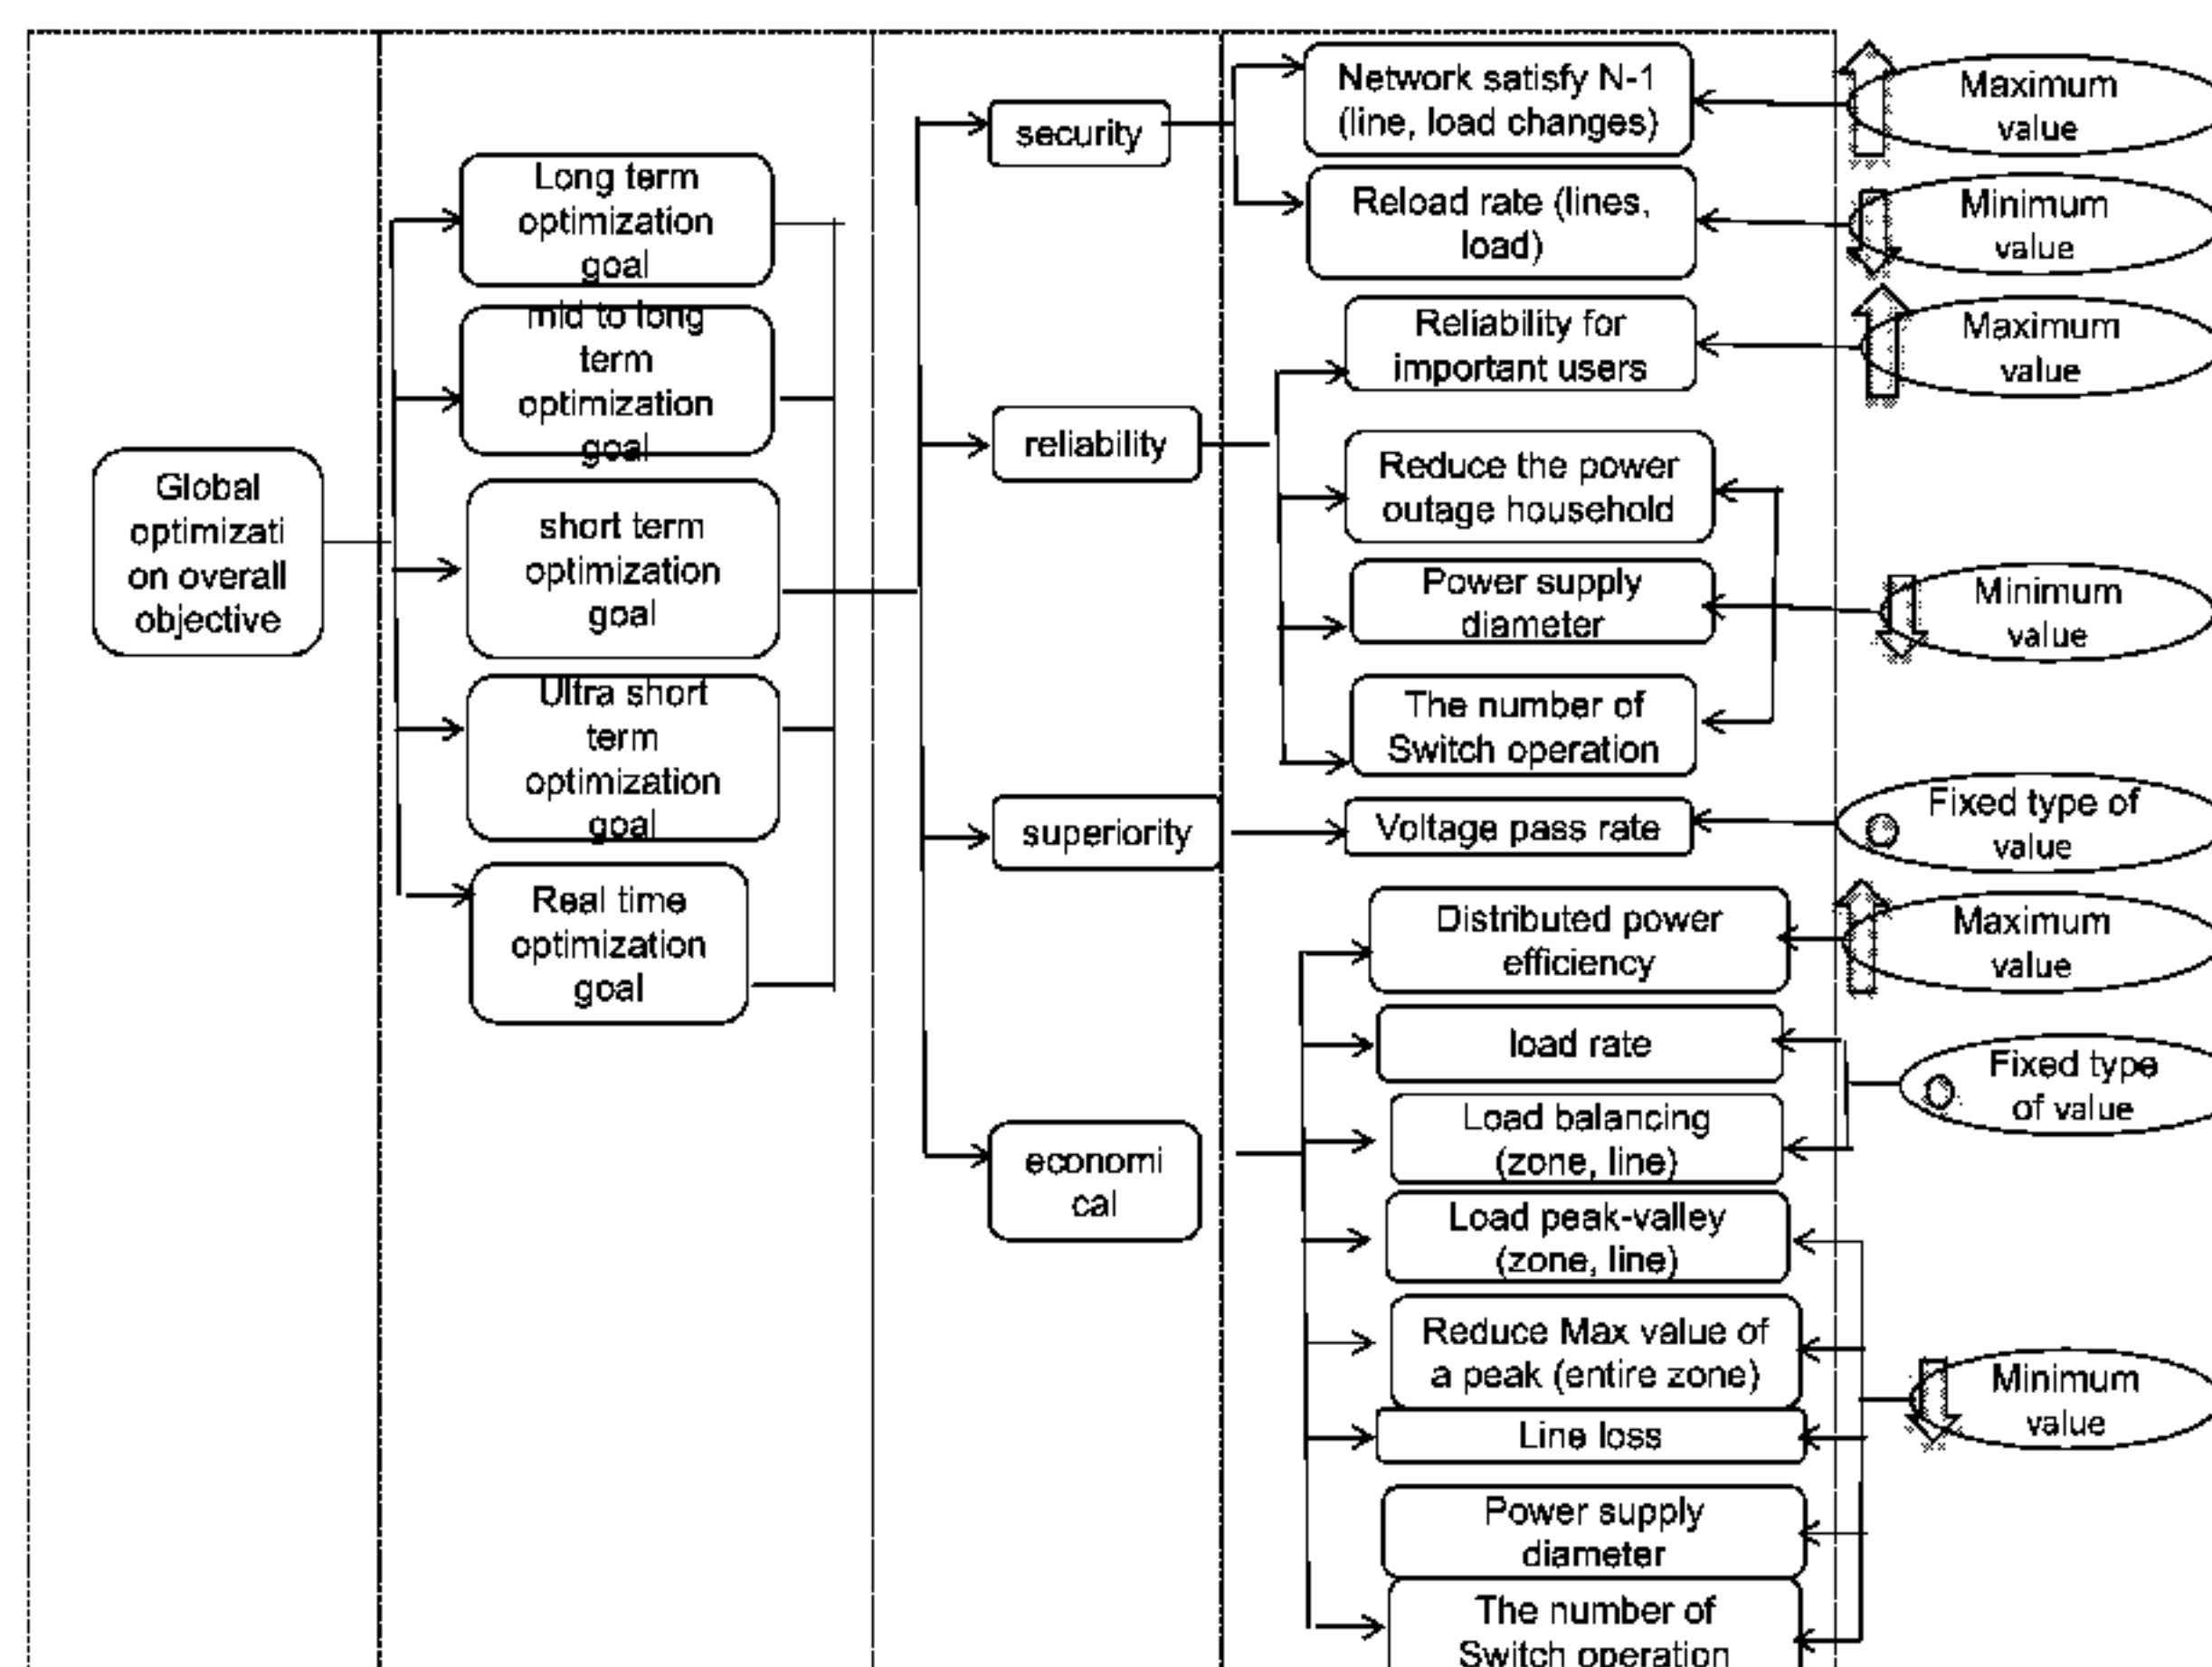 Global
optimizati
on overall
objective
Long term
optimization
goal
mid to long
term
optimization
goal
short term
optimization
goal
Ultra short
term
optimization
goal
Real time
optimization
goal
security
reliability
superiority
economi
cal
Network satisfy N-1
(line, load changes)
Reload rate (lines,
load)
Reliability for
important users
Reduce the power
outage household
Power supply
diameter
The number of
Switch operation
Voltage pass rate
Distributed power
efficiency
load rate
Load balancing
(zone, line)
Load peak-valley
(zone, line)
Reduce Max value of
a peak (entire zone)
Line loss
Power supply
diameter
The number of
Switch operation
Maximum
value
Minimum
value
Maximum
value
Minimum
value
Fixed type of
value
Maximum
value
Fixed type
of value
Minimum
value